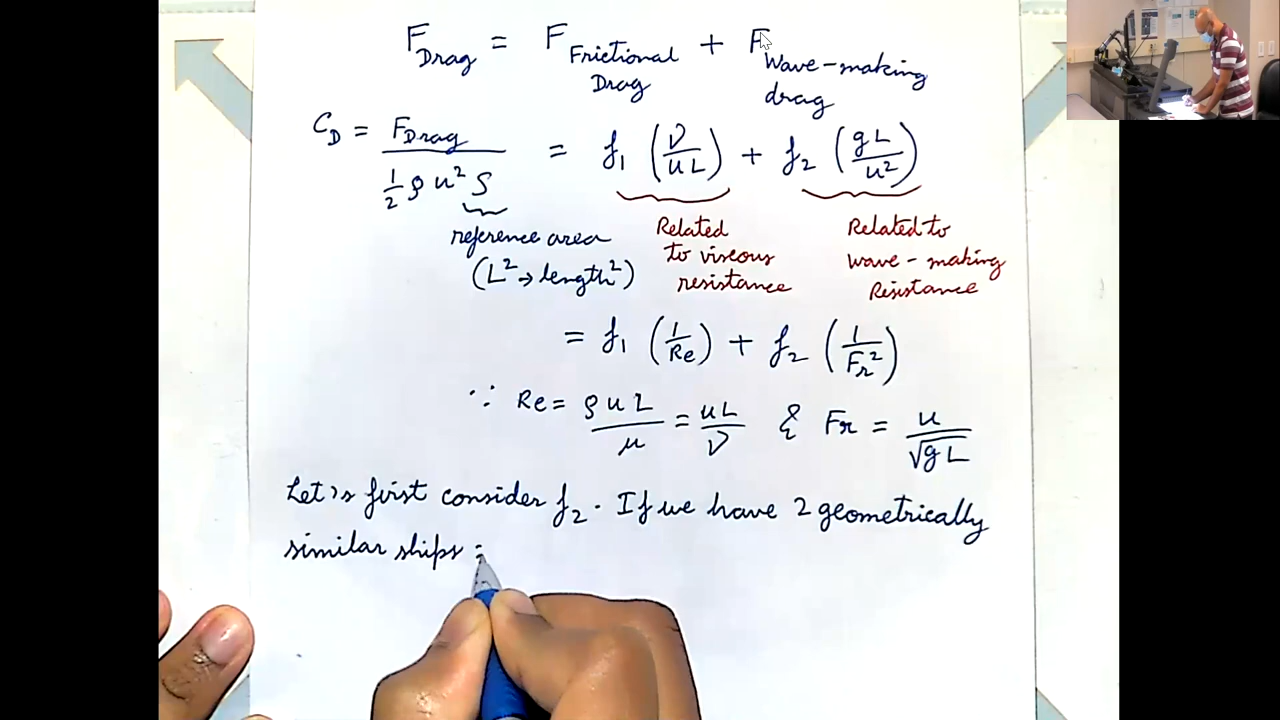 F_Drag = F_Frictional Drag + F_Wave-making drag
C_D = F_Drag / (1/2 ρ u² S) = f₁ (ν/uL) + f₂ (gL/u²)
reference area
(L² → length²)
Related to viscous resistance
Related to wave-making Resistance
= f₁ (1/Re) + f₂ (1/Fr²)
∵ Re = ρuL/μ = uL/ν & Fr = u/√gL
Let's first consider f₂. If we have 2 geometrically
similar ships :